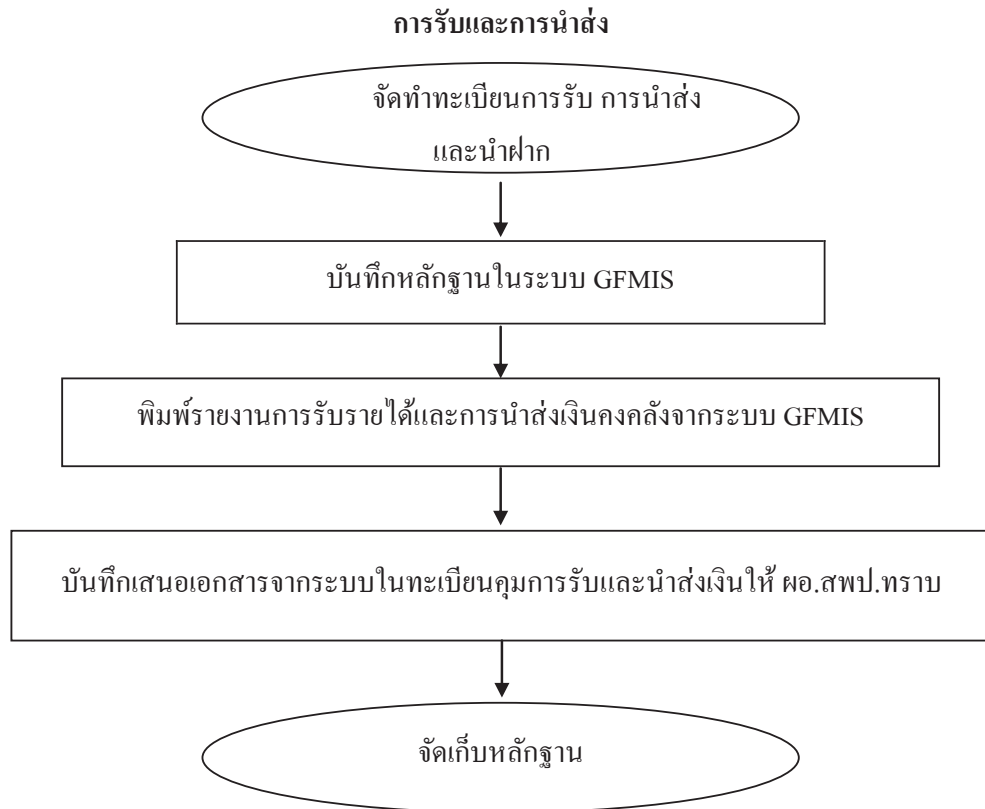 การรับและการนำส่ง
จัดทำทะเบียนการรับ การนำส่ง
และนำฝาก
บันทึกหลักฐานในระบบ GFMIS
พิมพ์รายงานการรับรายได้และการนำส่งเงินคงคลังจากระบบ GFMIS
บันทึกเสนอเอกสารจากระบบในทะเบียนคุมการรับและนำส่งเงินให้ ผอ.สพป.ทราบ
จัดเก็บหลักฐาน